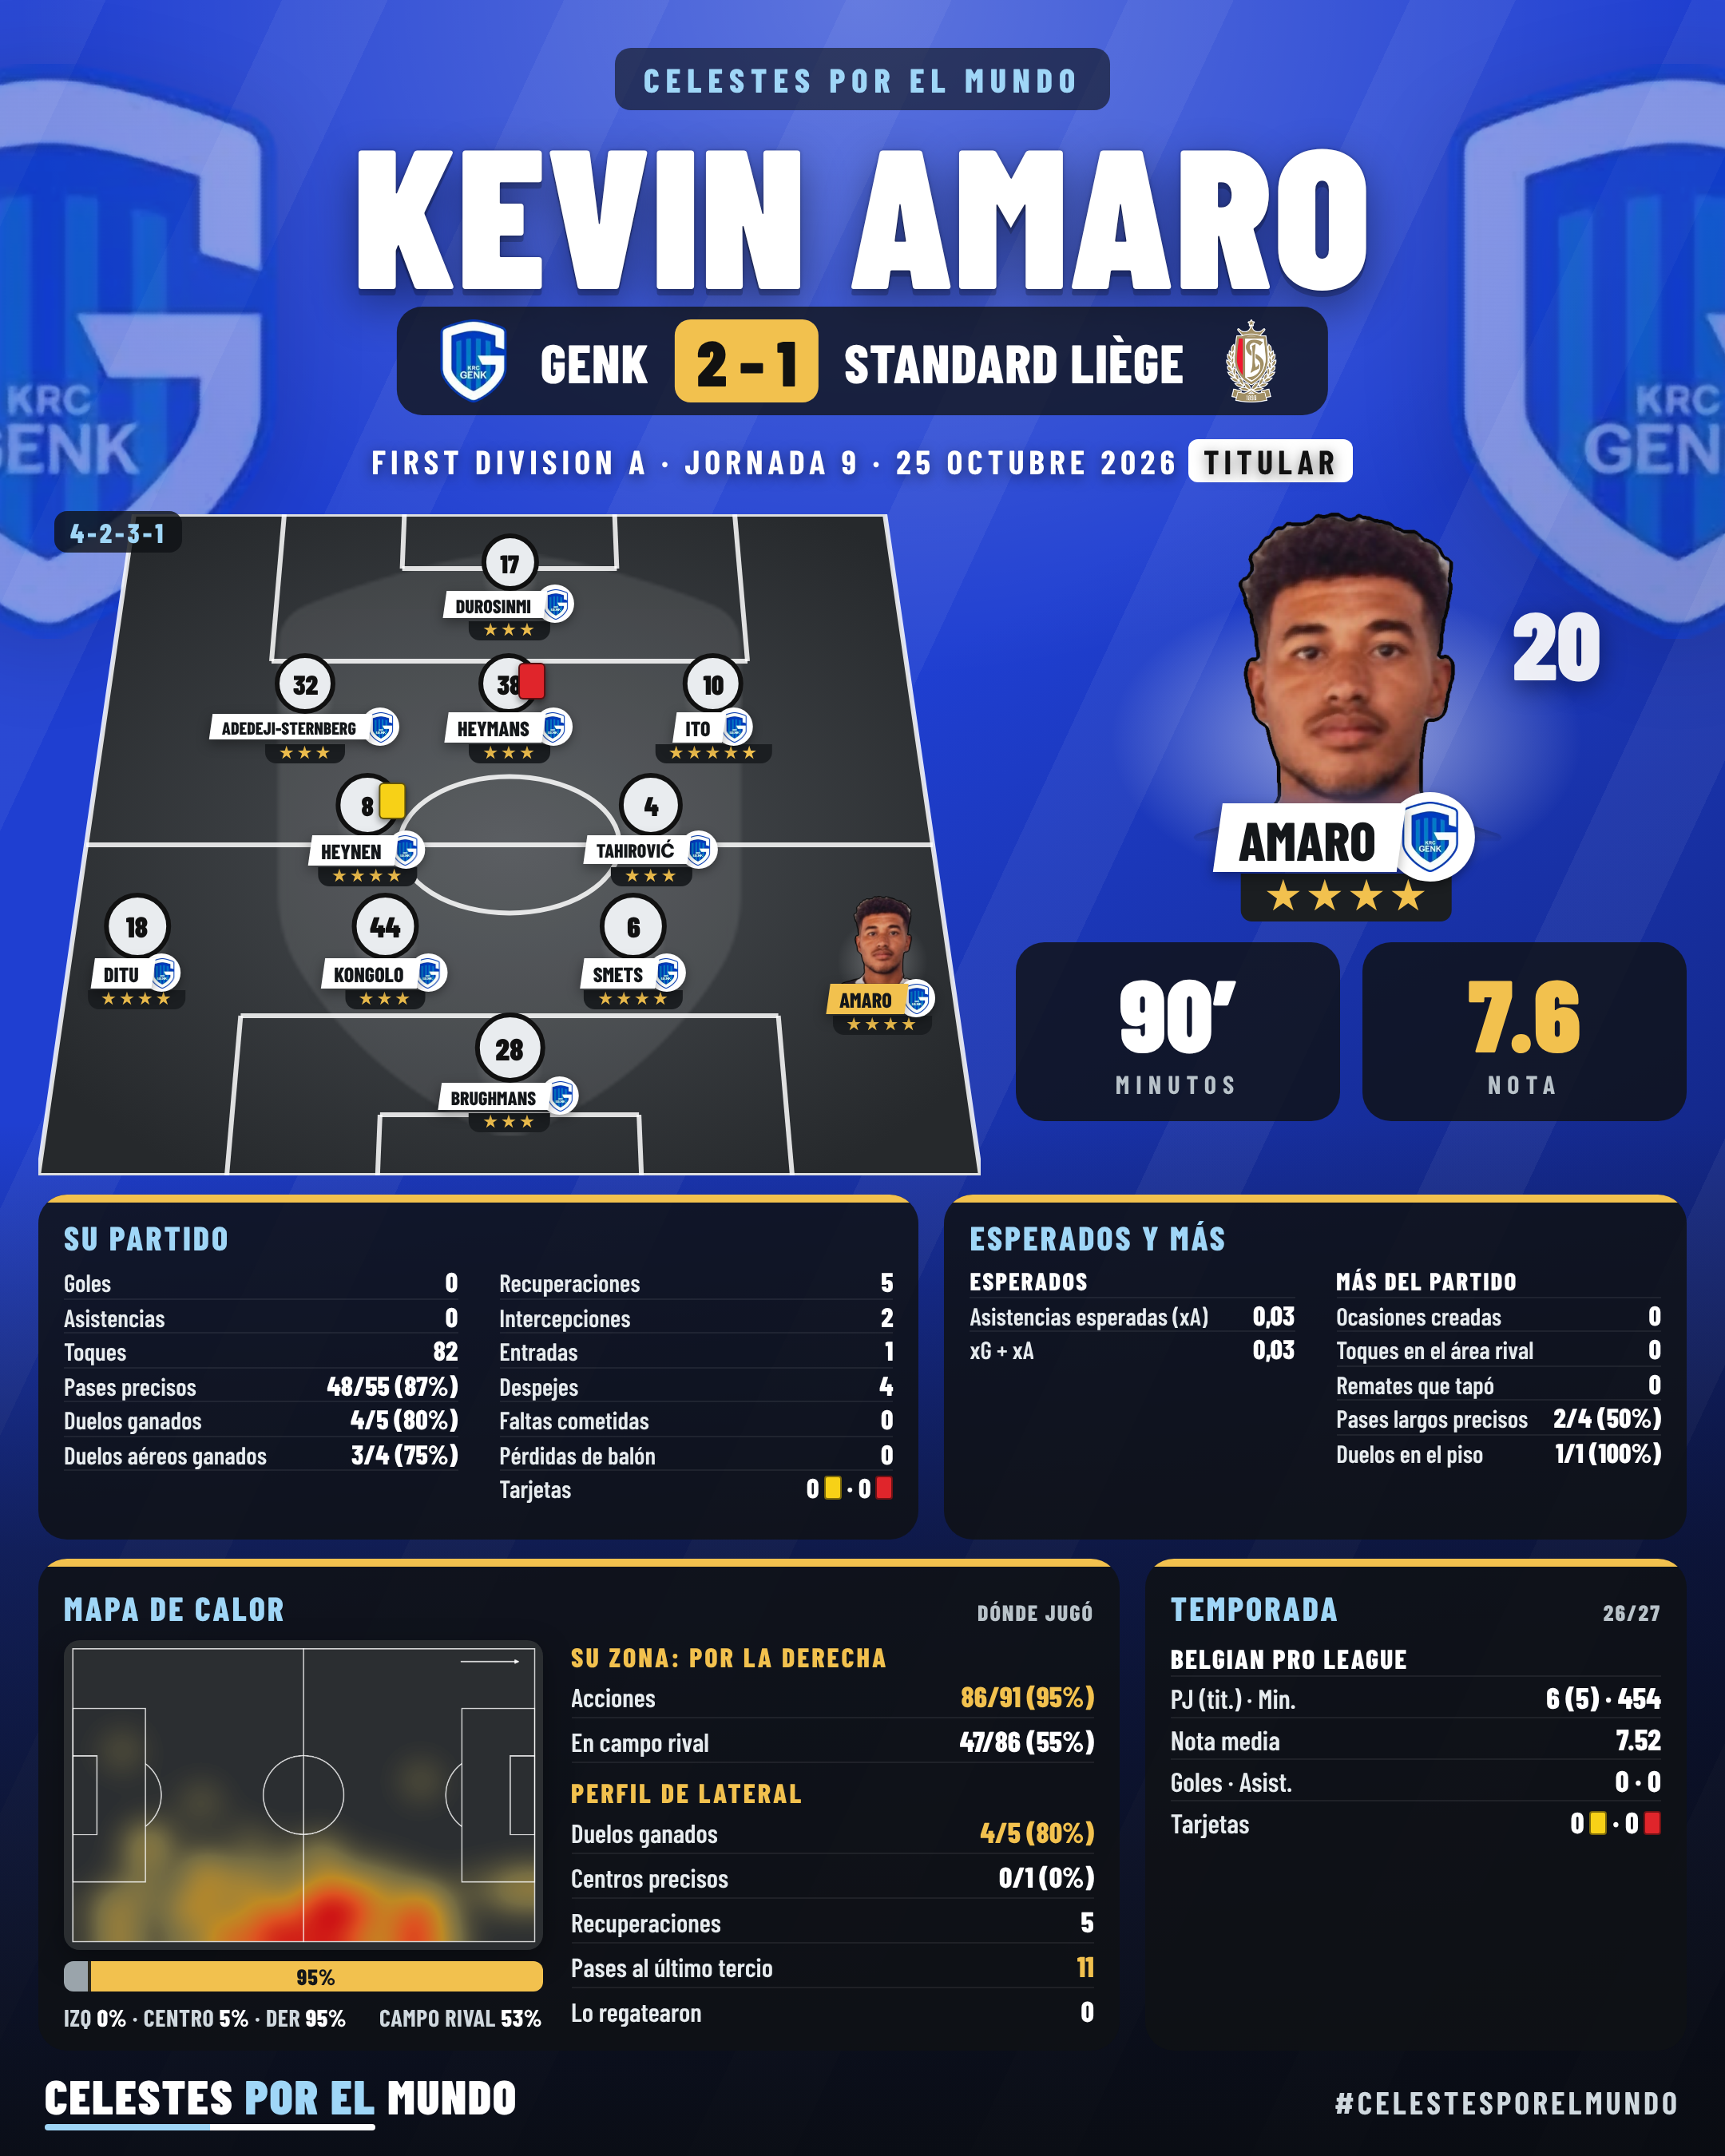 CELESTES POR EL MUNDO
KEVIN AMARO
KRC GENK
GENK 2 - 1 STANDARD LIÈGE
FIRST DIVISION A · JORNADA 9 · 25 OCTUBRE 2026 TITULAR
KRC
GENK
KRC
GEN
4-2-3-1
17
DUROSINMI
★★★
32
ADEDEJI-STERNBERG
★★★
38
HEYMANS
★★★
10
ITO
★★★★★
8
HEYNEN
★★★★
4
TAHIROVIĆ
★★★
18
DITU
★★★★
44
KONGOLO
★★★
6
SMETS
★★★★
AMARO
★★★★
28
BRUGHMANS
★★★
20
AMARO
KRC GENK
★★★★
90'
MINUTOS
7.6
NOTA
SU PARTIDO
Goles 0
Asistencias 0
Toques 82
Pases precisos 48/55 (87%)
Duelos ganados 4/5 (80%)
Duelos aéreos ganados 3/4 (75%)
Recuperaciones 5
Intercepciones 2
Entradas 1
Despejes 4
Faltas cometidas 0
Pérdidas de balón 0
Tarjetas 0 · 0
ESPERADOS Y MÁS
ESPERADOS
Asistencias esperadas (xA) 0,03
xG + xA 0,03
MÁS DEL PARTIDO
Ocasiones creadas 0
Toques en el área rival 0
Remates que tapó 0
Pases largos precisos 2/4 (50%)
Duelos en el piso 1/1 (100%)
MAPA DE CALOR
DÓNDE JUGÓ
95%
IZQ 0% · CENTRO 5% · DER 95% CAMPO RIVAL 53%
SU ZONA: POR LA DERECHA
Acciones 86/91 (95%)
En campo rival 47/86 (55%)
PERFIL DE LATERAL
Duelos ganados 4/5 (80%)
Centros precisos 0/1 (0%)
Recuperaciones 5
Pases al último tercio 11
Lo regatearon 0
TEMPORADA 26/27
BELGIAN PRO LEAGUE
PJ (tit.) · Min. 6 (5) · 454
Nota media 7.52
Goles · Asist. 0 · 0
Tarjetas 0 · 0
CELESTES POR EL MUNDO
#CELESTESPORELMUNDO